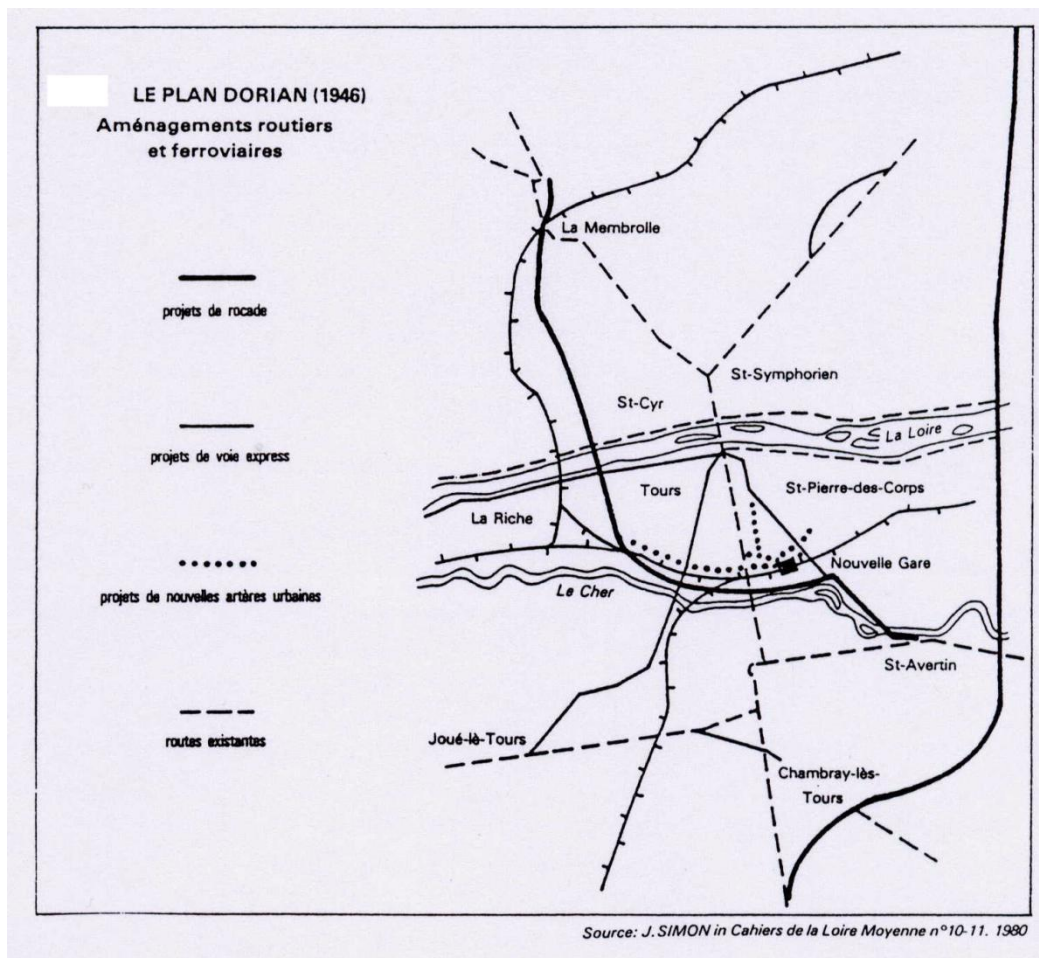 LE PLAN DORIAN (1946)
Aménagements routiers
et ferroviaires
projets de rocade
projets de voie express
projets de nouvelles artères urbaines
routes existantes
La Membrolle
St-Symphorien
St-Cyr
La Loire
Tours
St-Pierre-des-Corps
La Riche
Nouvelle Gare
Le Cher
St-Avertin
Joué-lè-Tours
Chambray-lès-
Tours
Source: J. SIMON in Cahiers de la Loire Moyenne n°10-11. 1980